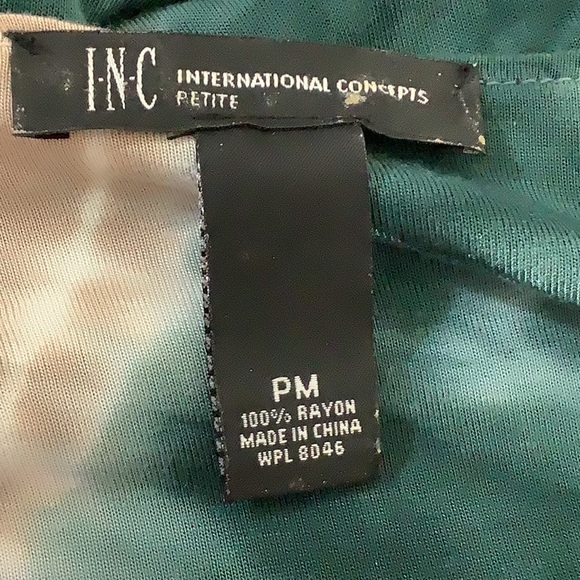 I·N·C INTERNATIONAL CONCEPTS
PETITE
PM
100% RAYON
MADE IN CHINA
WPL 8046